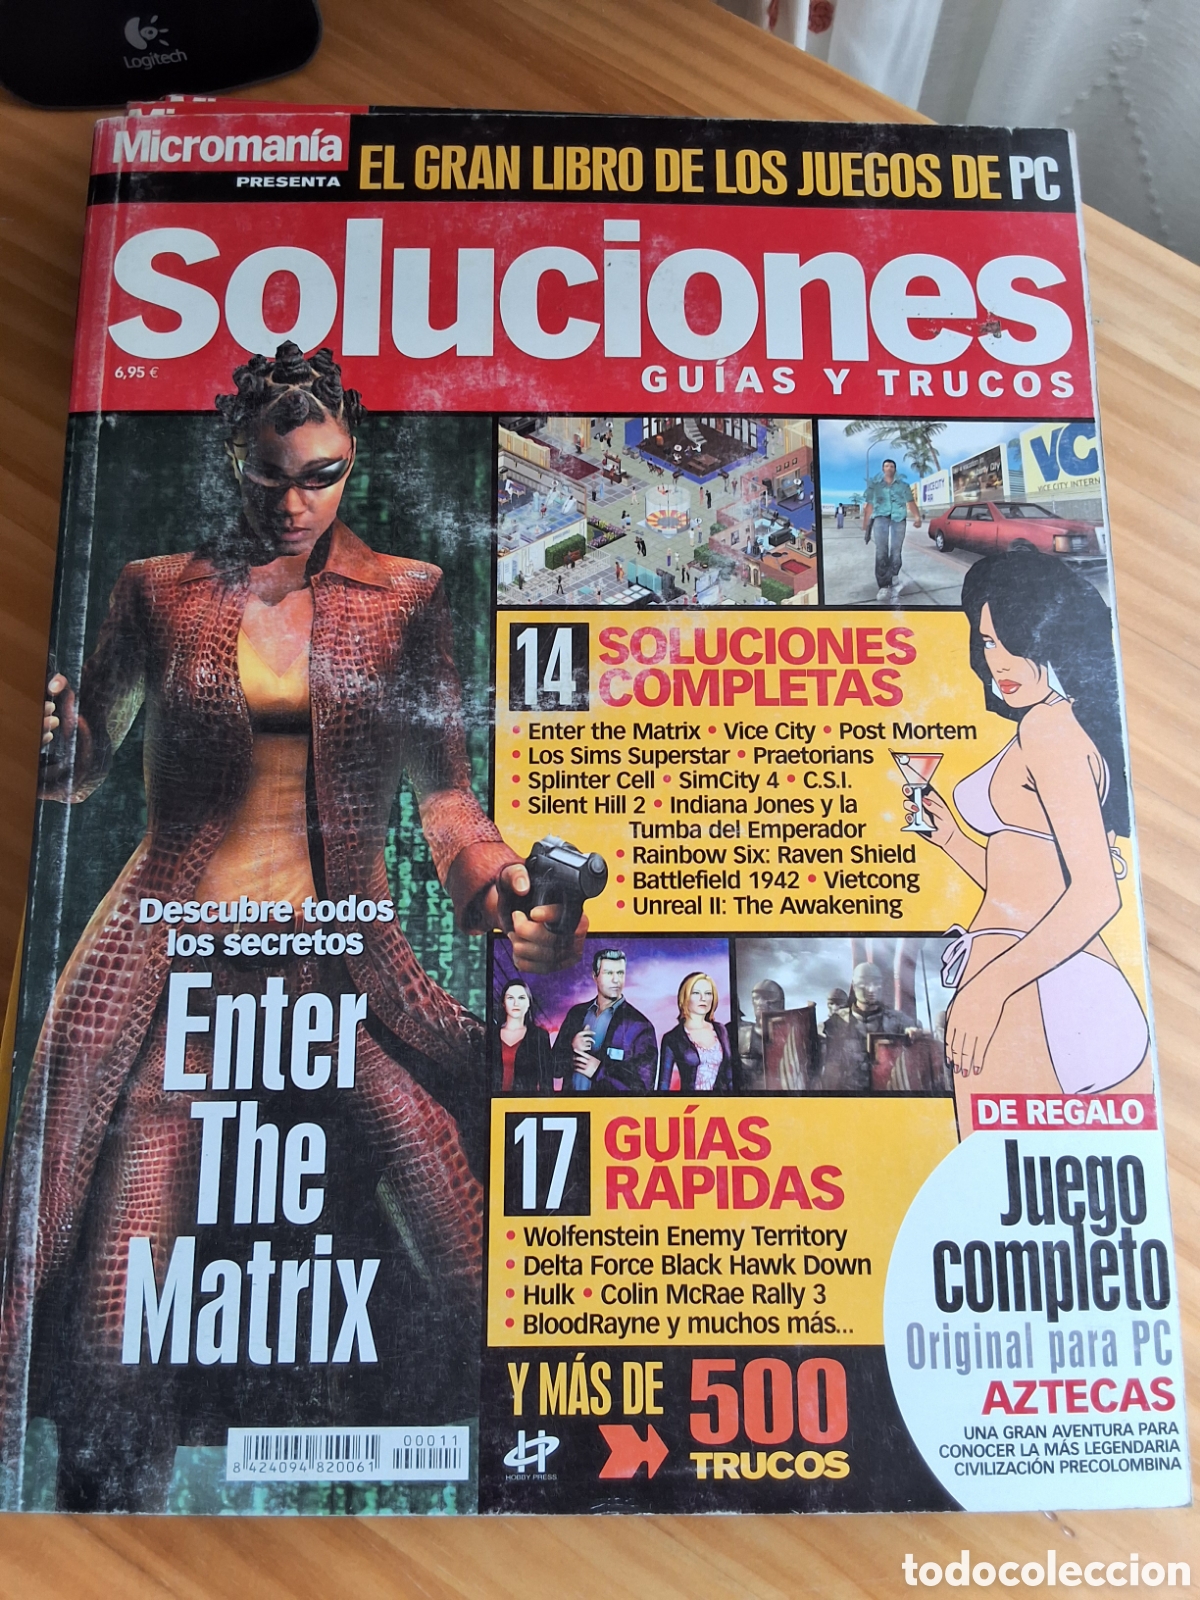 Logitech
Micromanía
PRESENTA
EL GRAN LIBRO DE LOS JUEGOS DE PC
Soluciones
6,95 €
GUÍAS Y TRUCOS
VC
VICE CITY INTERN
14 SOLUCIONES
COMPLETAS
• Enter the Matrix • Vice City • Post Mortem
• Los Sims Superstar • Praetorians
• Splinter Cell • SimCity 4 • C.S.I.
• Silent Hill 2 • Indiana Jones y la
Tumba del Emperador
• Rainbow Six: Raven Shield
• Battlefield 1942 • Vietcong
• Unreal II: The Awakening
Descubre todos
los secretos
Enter
The
Matrix
17 GUÍAS
RÁPIDAS
• Wolfenstein Enemy Territory
• Delta Force Black Hawk Down
• Hulk • Colin McRae Rally 3
• BloodRayne y muchos más...
Y MÁS DE 500
TRUCOS
HOBBY PRESS
DE REGALO
Juego
completo
Original para PC
AZTECAS
UNA GRAN AVENTURA PARA
CONOCER LA MÁS LEGENDARIA
CIVILIZACIÓN PRECOLOMBINA
00011
8 424094 820061
todocoleccion